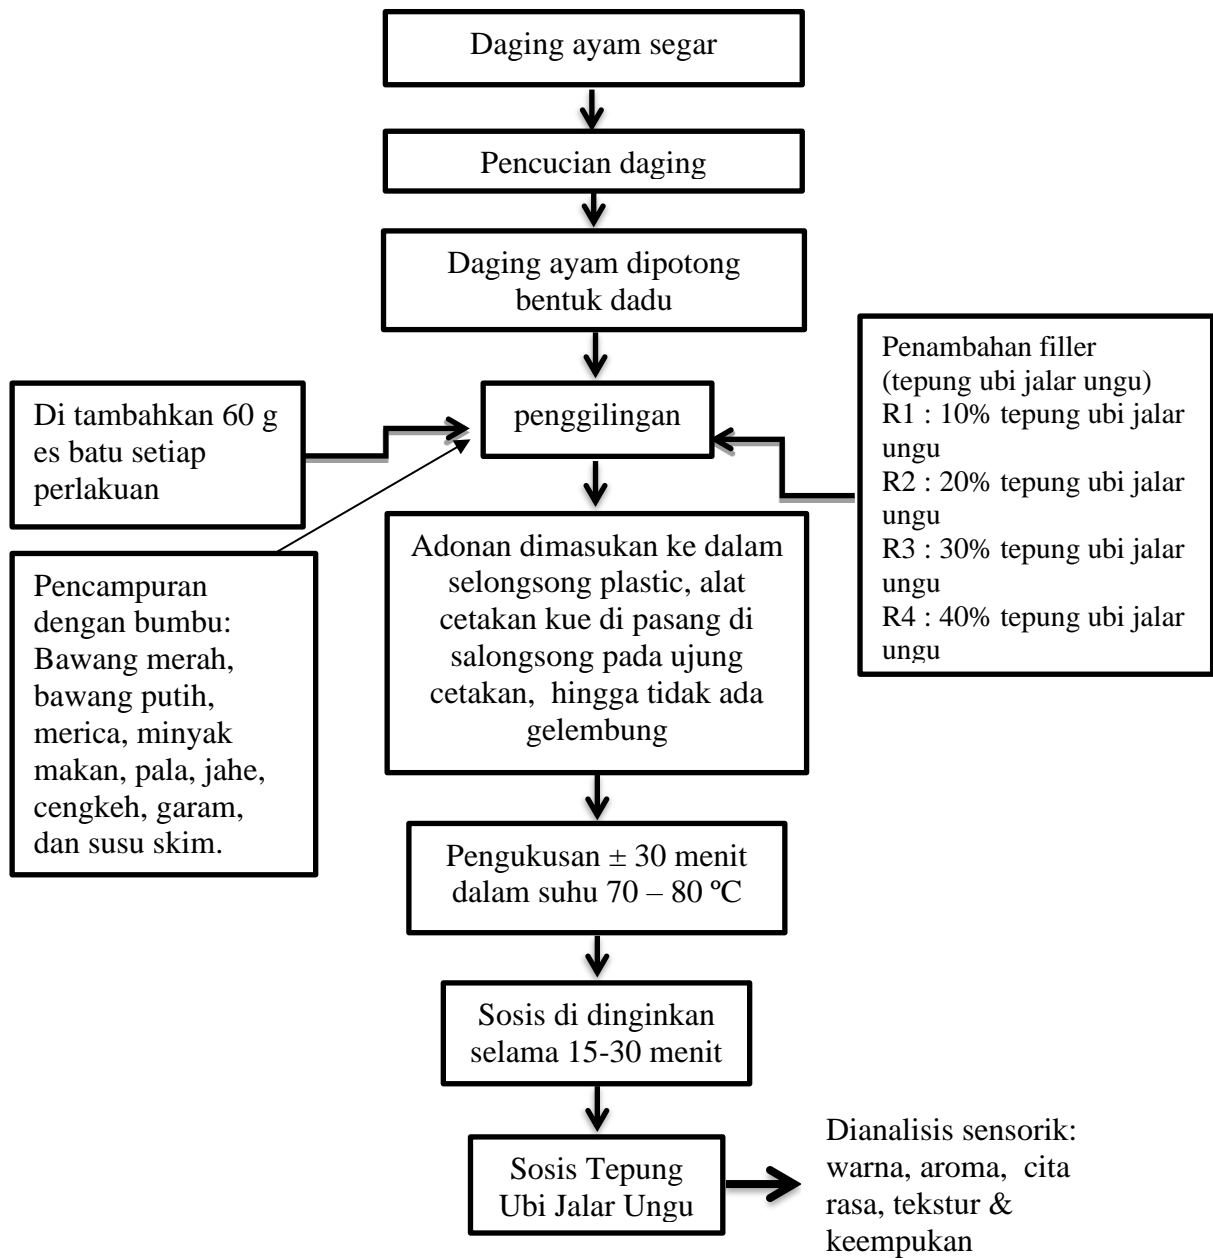 Daging ayam segar
Pencucian daging
Daging ayam dipotong
bentuk dadu
Di tambahkan 60 g
es batu setiap
perlakuan
penggilingan
Penambahan filler
(tepung ubi jalar ungu)
R1 : 10% tepung ubi jalar
ungu
R2 : 20% tepung ubi jalar
ungu
R3 : 30% tepung ubi jalar
ungu
R4 : 40% tepung ubi jalar
ungu
Pencampuran
dengan bumbu:
Bawang merah,
bawang putih,
merica, minyak
makan, pala, jahe,
cengkeh, garam,
dan susu skim.
Adonan dimasukan ke dalam
selongsong plastic, alat
cetakan kue di pasang di
salongsong pada ujung
cetakan, hingga tidak ada
gelembung
Pengukusan ± 30 menit
dalam suhu 70 – 80 ºC
Sosis di dinginkan
selama 15-30 menit
Sosis Tepung
Ubi Jalar Ungu
Dianalisis sensorik:
warna, aroma, cita
rasa, tekstur &
keempukan